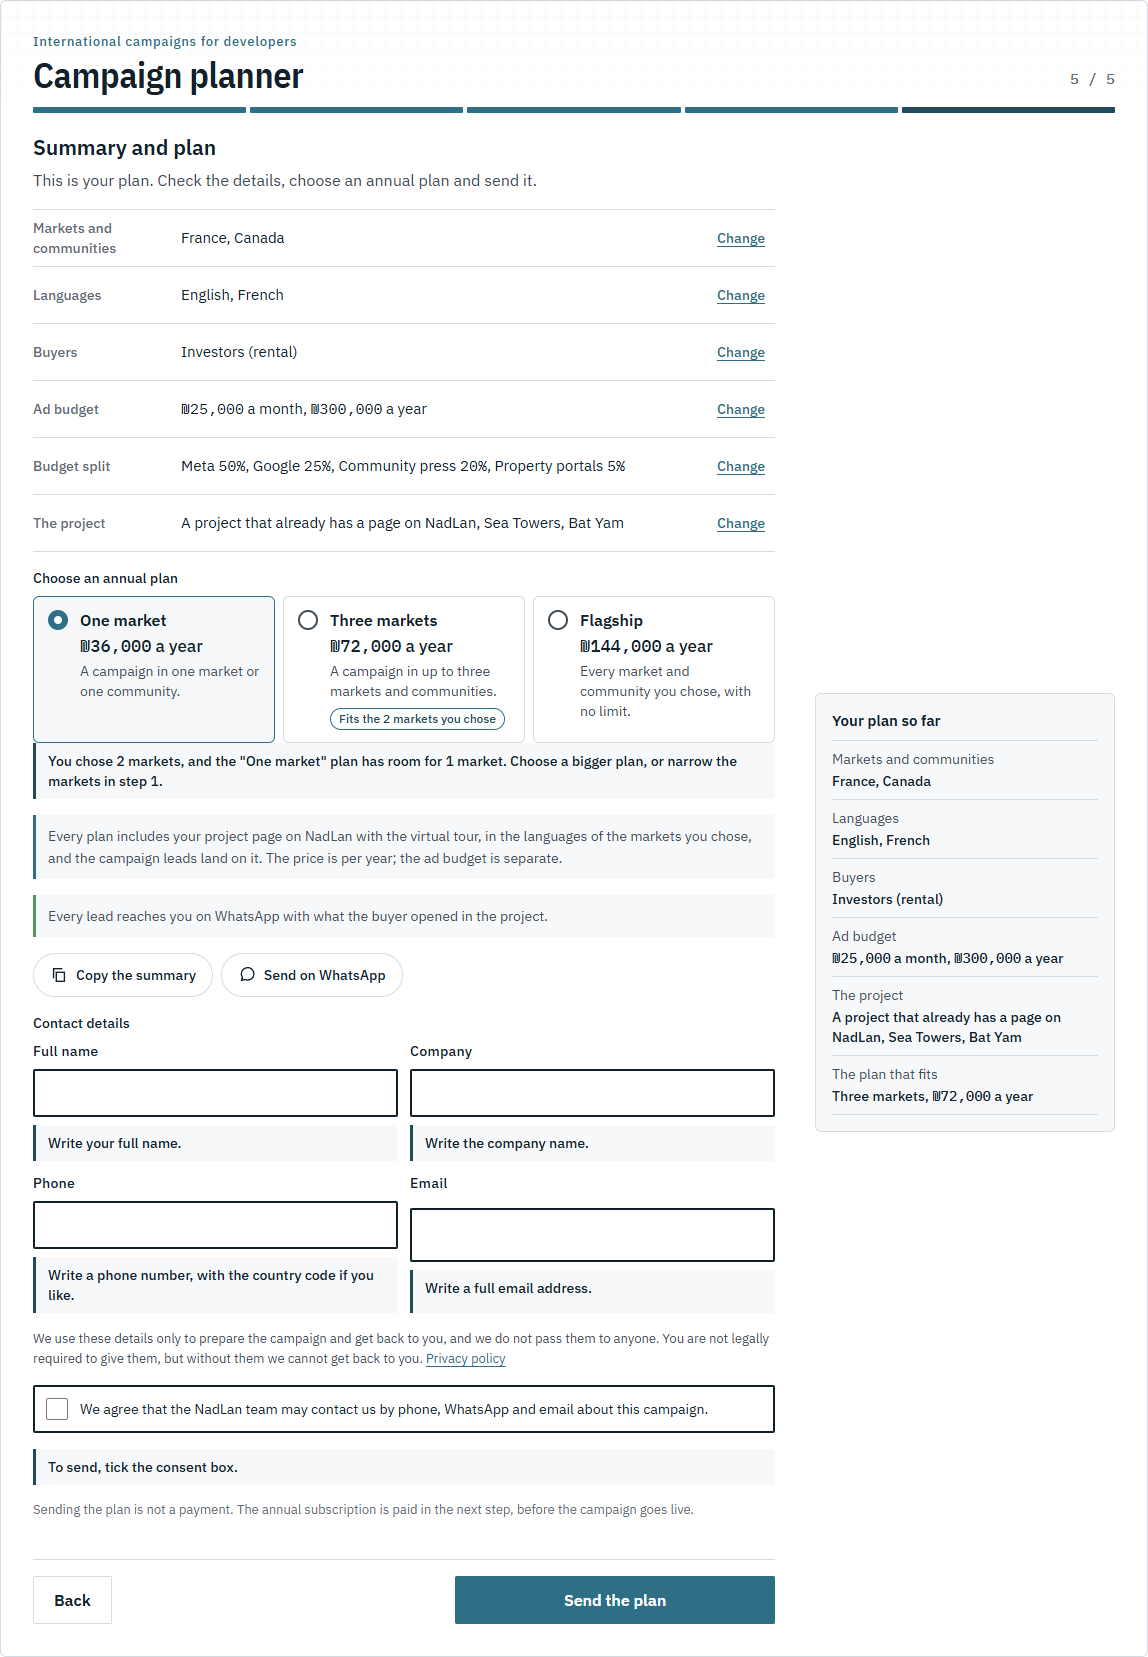 International campaigns for developers
Campaign planner
5 / 5
Summary and plan
This is your plan. Check the details, choose an annual plan and send it.
Markets and
communities
France, Canada
Change
Languages
English, French
Change
Buyers
Investors (rental)
Change
Ad budget
₪25,000 a month, ₪300,000 a year
Change
Budget split
Meta 50%, Google 25%, Community press 20%, Property portals 5%
Change
The project
A project that already has a page on NadLan, Sea Towers, Bat Yam
Change
Choose an annual plan
One market
₪36,000 a year
A campaign in one market or
one community.
Three markets
₪72,000 a year
A campaign in up to three
markets and communities.
Fits the 2 markets you chose
Flagship
₪144,000 a year
Every market and
community you chose, with
no limit.
You chose 2 markets, and the "One market" plan has room for 1 market. Choose a bigger plan, or narrow the
markets in step 1.
Every plan includes your project page on NadLan with the virtual tour, in the languages of the markets you chose,
and the campaign leads land on it. The price is per year; the ad budget is separate.
Every lead reaches you on WhatsApp with what the buyer opened in the project.
Copy the summary
Send on WhatsApp
Contact details
Full name
Company
Write your full name.
Write the company name.
Phone
Email
Write a phone number, with the country code if you
like.
Write a full email address.
We use these details only to prepare the campaign and get back to you, and we do not pass them to anyone. You are not legally
required to give them, but without them we cannot get back to you. Privacy policy
We agree that the NadLan team may contact us by phone, WhatsApp and email about this campaign.
To send, tick the consent box.
Sending the plan is not a payment. The annual subscription is paid in the next step, before the campaign goes live.
Back
Send the plan
Your plan so far
Markets and communities
France, Canada
Languages
English, French
Buyers
Investors (rental)
Ad budget
₪25,000 a month, ₪300,000 a year
The project
A project that already has a page on
NadLan, Sea Towers, Bat Yam
The plan that fits
Three markets, ₪72,000 a year